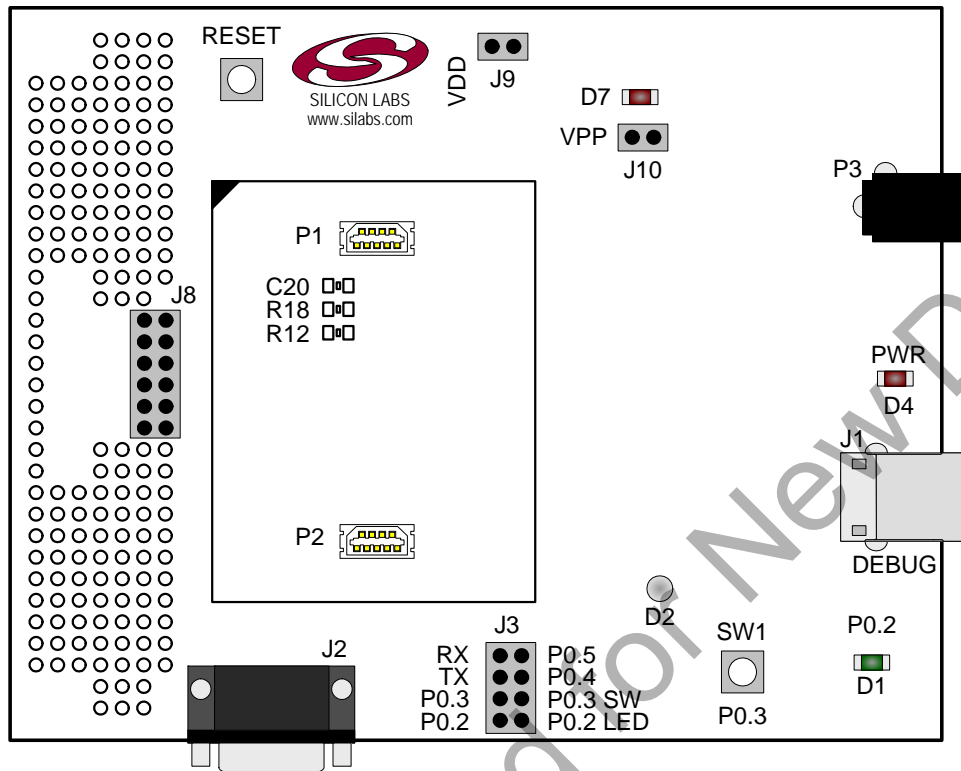 RESET
SILICON LABS
www.silabs.com
VDD
J9
D7
VPP
J10
P3
P1
C20
R18
R12
J8
PWR
D4
J1
DEBUG
P2
D2
J3
RX P0.5
TX P0.4
P0.3 P0.3 SW
P0.2 P0.2 LED
J2
SW1
P0.3
P0.2
D1
for New D